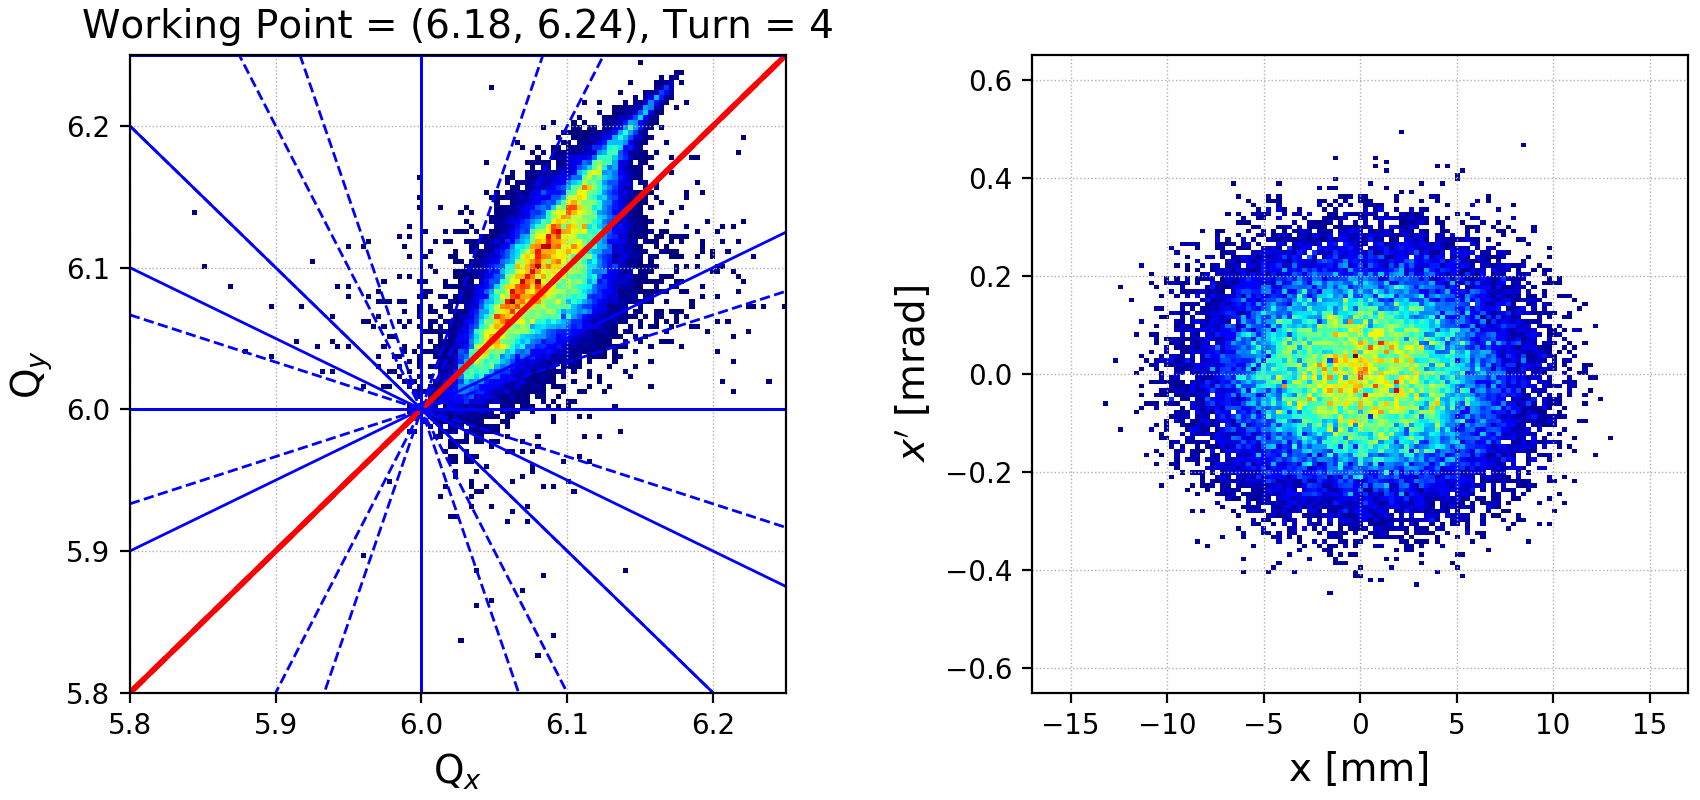 Working Point = (6.18, 6.24), Turn = 4
6.2
6.1
6.0
5.9
5.8
Qy
5.8 5.9 6.0 6.1 6.2
Qx
0.6
0.4
0.2
0.0
−0.2
−0.4
−0.6
x′ [mrad]
−15 −10 −5 0 5 10 15
x [mm]